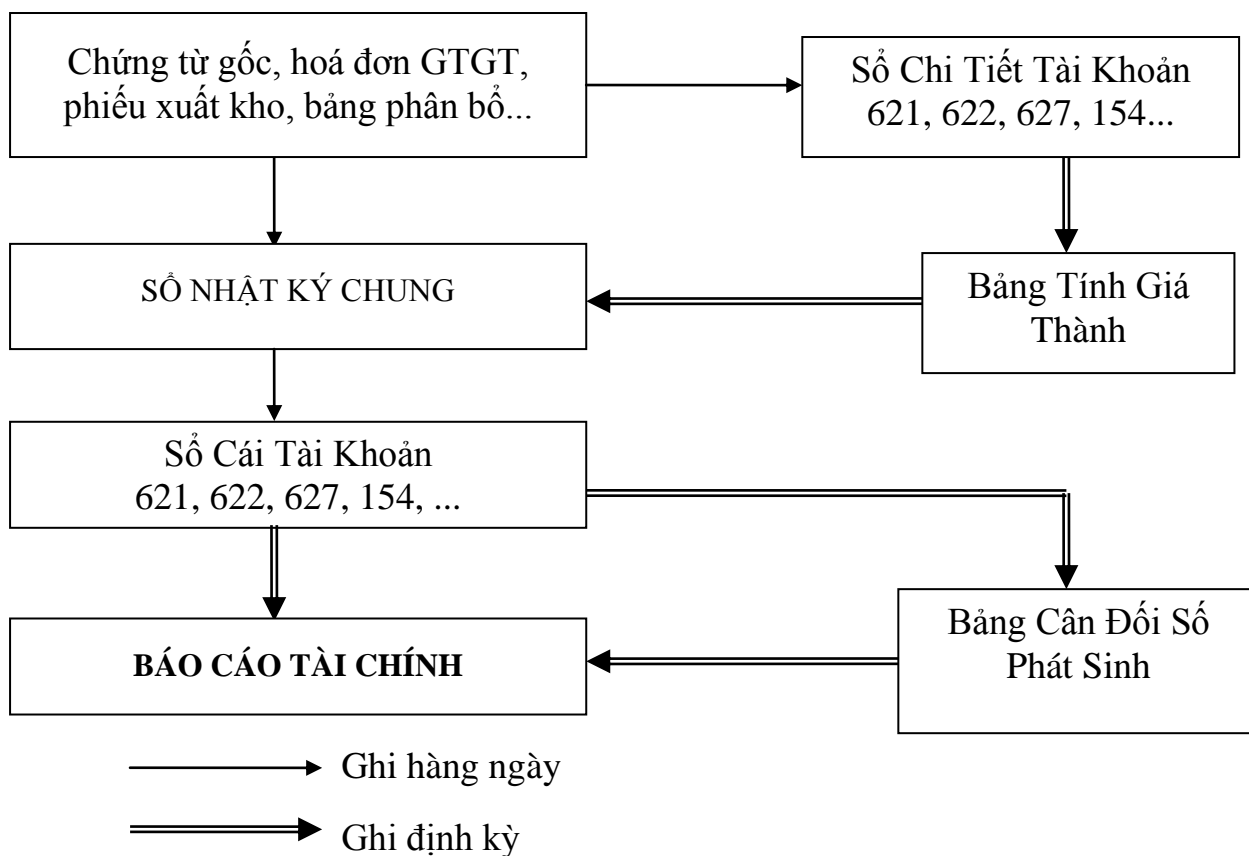 Chứng từ gốc, hoá đơn GTGT,
phiếu xuất kho, bảng phân bổ...
Sổ Chi Tiết Tài Khoản
621, 622, 627, 154...
SỔ NHẬT KÝ CHUNG
Bảng Tính Giá
Thành
Sổ Cái Tài Khoản
621, 622, 627, 154, ...
Bảng Cân Đối Số
Phát Sinh
BÁO CÁO TÀI CHÍNH
Ghi hàng ngày
Ghi định kỳ